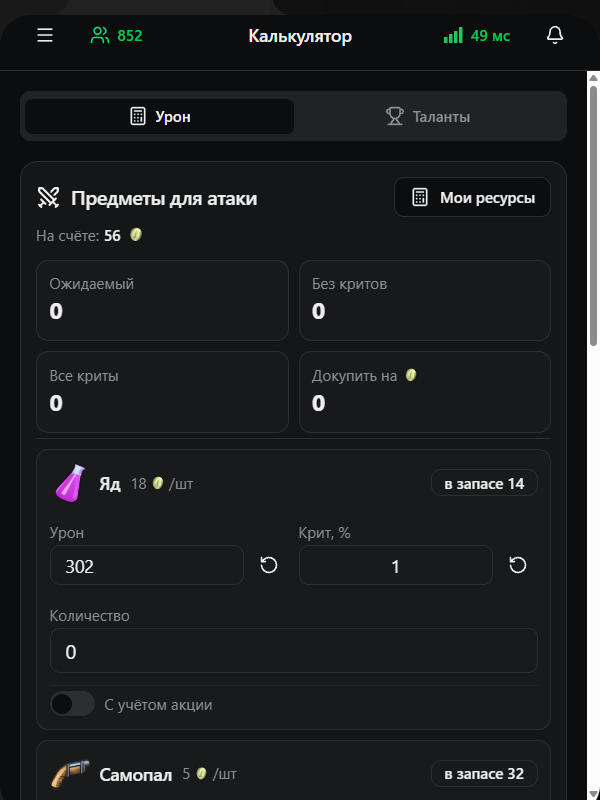 852 Калькулятор 49 мс
Урон Таланты
Предметы для атаки Мои ресурсы
На счёте: 56
Ожидаемый Без критов
0 0
Все криты Докупить на
0 0
Яд 18 /шт в запасе 14
Урон Крит, %
302 1
Количество
0
С учётом акции
Самопал 5 /шт в запасе 32